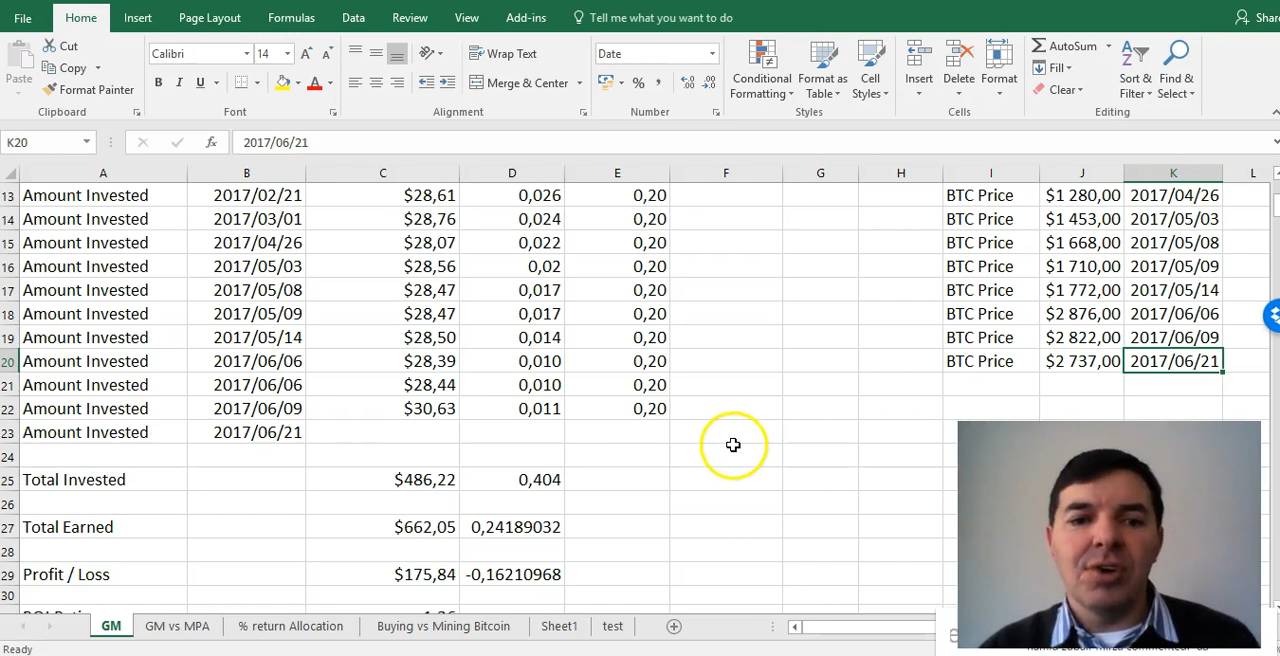 File Home Insert Page Layout Formulas Data Review View Add-ins Tell me what you want to do Share
Cut Calibri 14 Wrap Text Date AutoSum
Paste Copy Format Painter B I U Merge & Center % Conditional Formatting Format as Table Cell Styles Insert Delete Format Fill Clear Sort & Filter Find & Select
Clipboard Font Alignment Number Styles Cells Editing
K20 fx 2017/06/21
A B C D E F G H I J K L
13 Amount Invested 2017/02/21 $28,61 0,026 0,20 BTC Price $1 280,00 2017/04/26
14 Amount Invested 2017/03/01 $28,76 0,024 0,20 BTC Price $1 453,00 2017/05/03
15 Amount Invested 2017/04/26 $28,07 0,022 0,20 BTC Price $1 668,00 2017/05/08
16 Amount Invested 2017/05/03 $28,56 0,02 0,20 BTC Price $1 710,00 2017/05/09
17 Amount Invested 2017/05/08 $28,47 0,017 0,20 BTC Price $1 772,00 2017/05/14
18 Amount Invested 2017/05/09 $28,47 0,017 0,20 BTC Price $2 876,00 2017/06/06
19 Amount Invested 2017/05/14 $28,50 0,014 0,20 BTC Price $2 822,00 2017/06/09
20 Amount Invested 2017/06/06 $28,39 0,010 0,20 BTC Price $2 737,00 2017/06/21
21 Amount Invested 2017/06/06 $28,44 0,010 0,20
22 Amount Invested 2017/06/09 $30,63 0,011 0,20
23 Amount Invested 2017/06/21
24
25 Total Invested $486,22 0,404
26
27 Total Earned $662,05 0,24189032
28
29 Profit / Loss $175,84 -0,16210968
30
GM GM vs MPA % return Allocation Buying vs Mining Bitcoin Sheet1 test
Ready